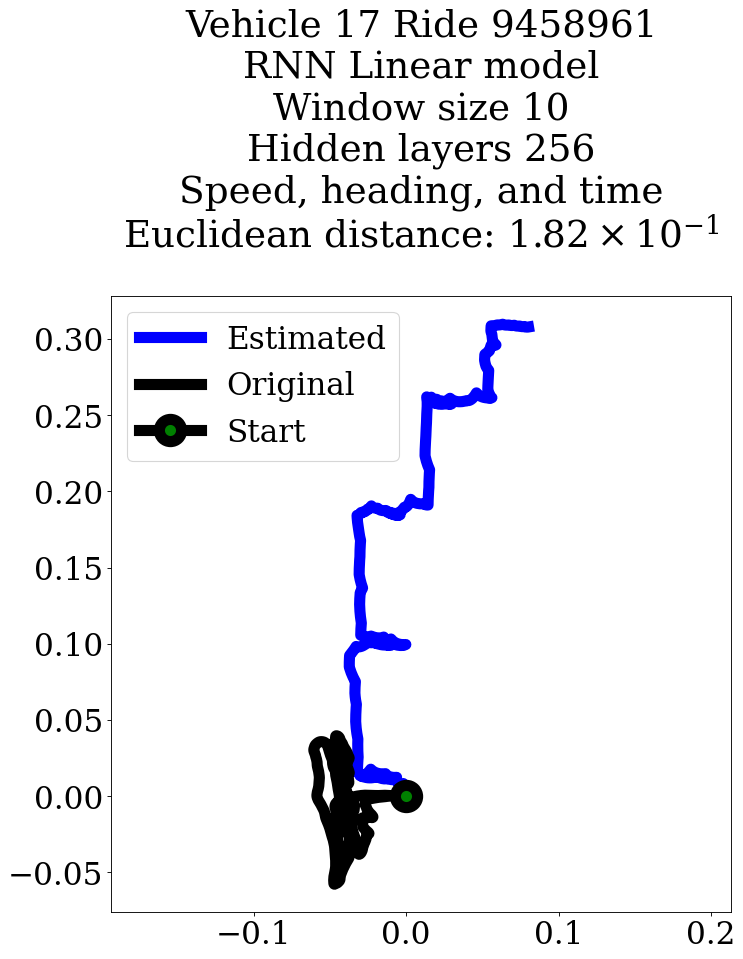 Vehicle 17 Ride 9458961
RNN Linear model
Window size 10
Hidden layers 256
Speed, heading, and time
Euclidean distance: 1.82 × 10⁻¹
Estimated
Original
Start
0.30
0.25
0.20
0.15
0.10
0.05
0.00
−0.05
−0.1 0.0 0.1 0.2